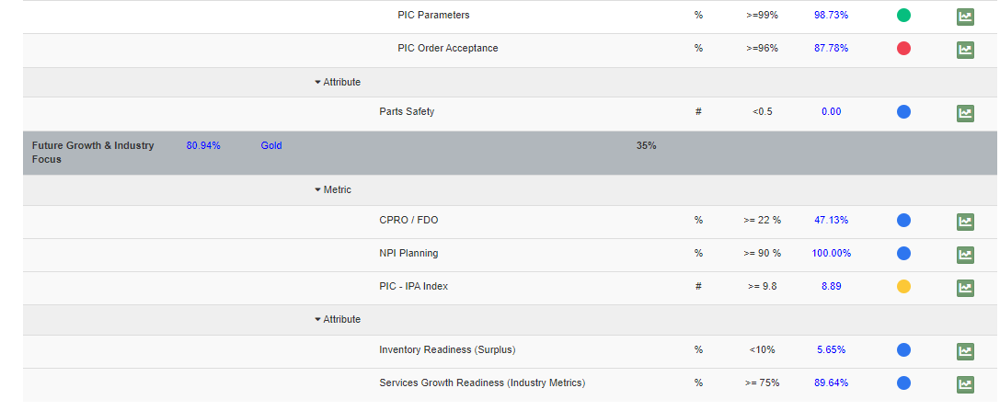 PIC Parameters % >=99% 98.73%
PIC Order Acceptance % >=96% 87.78%
Attribute
Parts Safety # <0.5 0.00
Future Growth & Industry 80.94% Gold 35%
Focus
Metric
CPRO / FDO % >= 22 % 47.13%
NPI Planning % >= 90 % 100.00%
PIC - IPA Index # >= 9.8 8.89
Attribute
Inventory Readiness (Surplus) % <10% 5.65%
Services Growth Readiness (Industry Metrics) % >= 75% 89.64%